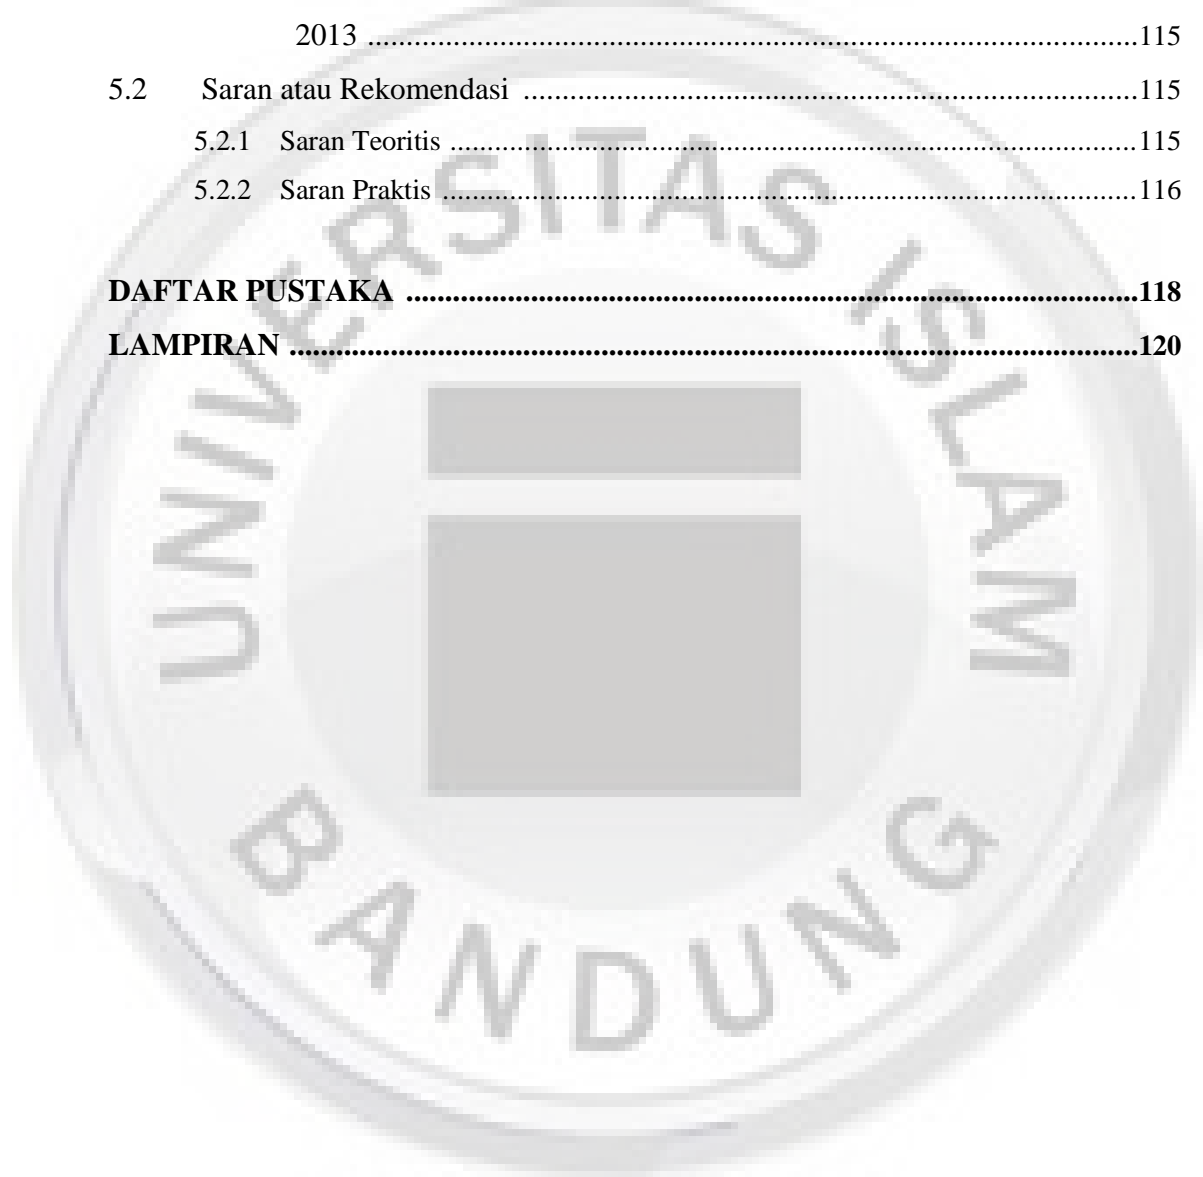 2013 ........................................................................................................115
5.2 Saran atau Rekomendasi ...................................................................................115
5.2.1 Saran Teoritis .............................................................................................115
5.2.2 Saran Praktis ..............................................................................................116
DAFTAR PUSTAKA ..................................................................................................118
LAMPIRAN ..................................................................................................................120
UNIVERSITAS ISLAM
BANDUNG